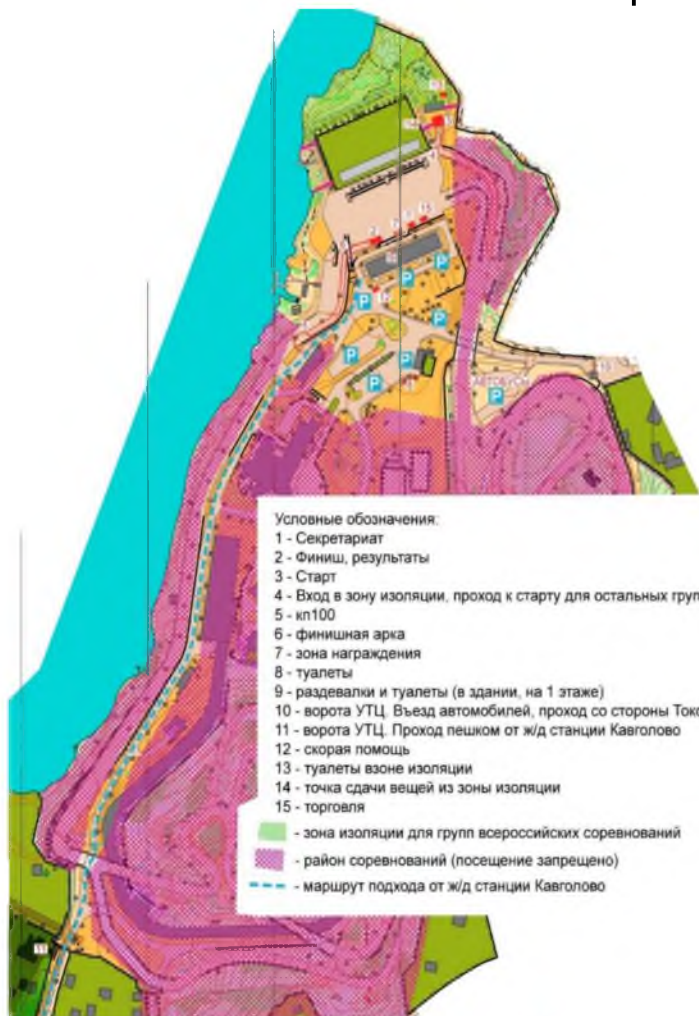 АВТОБУСЫ
P
P
P
P
P
P
P
P
10
11
Условные обозначения:
1 - Секретариат
2 - Финиш, результаты
3 - Старт
4 - Вход в зону изоляции, проход к старту для остальных груп
5 - кп100
6 - финишная арка
7 - зона награждения
8 - туалеты
9 - раздевалки и туалеты (в здании, на 1 этаже)
10 - ворота УТЦ. Въезд автомобилей, проход со стороны Токс
11 - ворота УТЦ. Проход пешком от ж/д станции Кавголово
12 - скорая помощь
13 - туалеты взоне изоляции
14 - точка сдачи вещей из зоны изоляции
15 - торговля
- зона изоляции для групп всероссийских соревнований
- район соревнований (посещение запрещено)
- маршрут подхода от ж/д станции Кавголово